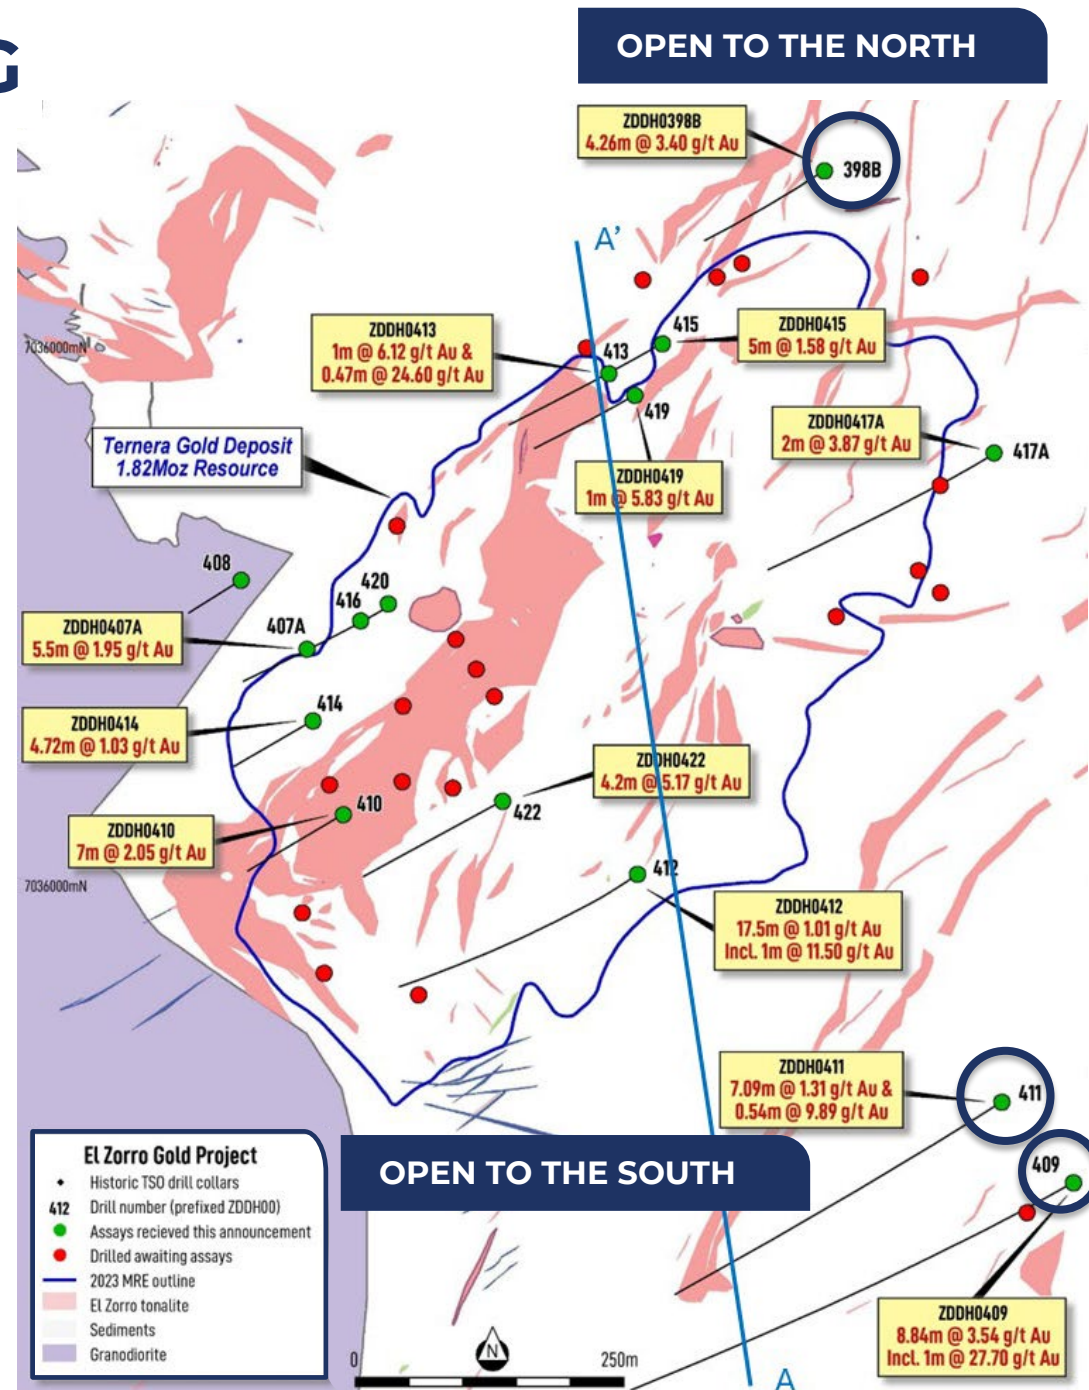 G
OPEN TO THE NORTH
ZDDH0398B
4.26m @ 3.40 g/t Au
398B
A'
7036000mN
ZDDH0413
1m @ 6.12 g/t Au &
0.47m @ 24.60 g/t Au
413
415
ZDDH0415
5m @ 1.58 g/t Au
419
ZDDH0417A
2m @ 3.87 g/t Au
417A
Ternera Gold Deposit
1.82Moz Resource
ZDDH0419
1m @ 5.83 g/t Au
408
420
416
407A
ZDDH0407A
5.5m @ 1.95 g/t Au
414
ZDDH0414
4.72m @ 1.03 g/t Au
ZDDH0422
4.2m @ 5.17 g/t Au
422
410
ZDDH0410
7m @ 2.05 g/t Au
7036000mN
412
ZDDH0412
17.5m @ 1.01 g/t Au
Incl. 1m @ 11.50 g/t Au
ZDDH0411
7.09m @ 1.31 g/t Au &
0.54m @ 9.89 g/t Au
411
409
OPEN TO THE SOUTH
El Zorro Gold Project
Historic TSO drill collars
412 Drill number (prefixed ZDDH00)
Assays recieved this announcement
Drilled awaiting assays
2023 MRE outline
El Zorro tonalite
Sediments
Granodiorite
ZDDH0409
8.84m @ 3.54 g/t Au
Incl. 1m @ 27.70 g/t Au
N
0 250m
A